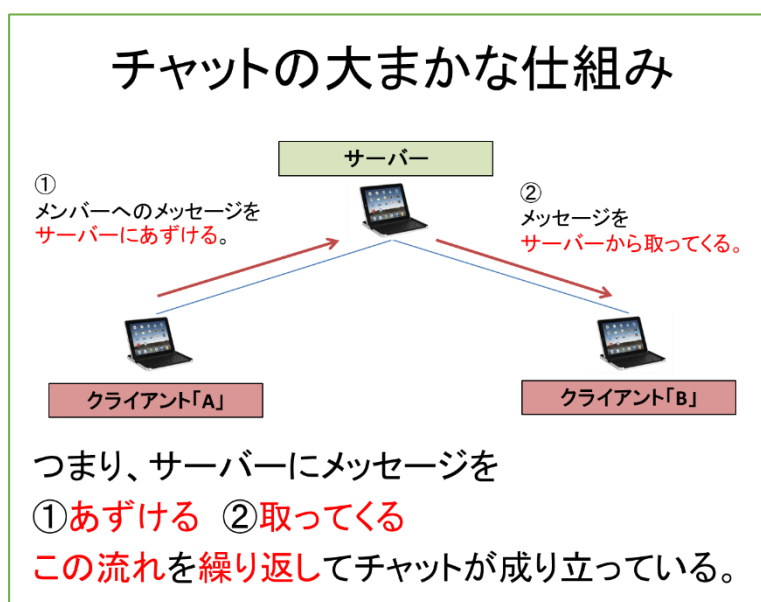 チャットの大まかな仕組み
サーバー
①
メンバーへのメッセージを
サーバーにあずける。
②
メッセージを
サーバーから取ってくる。
クライアント「A」
クライアント「B」
つまり、サーバーにメッセージを
①あずける ②取ってくる
この流れを繰り返してチャットが成り立っている。